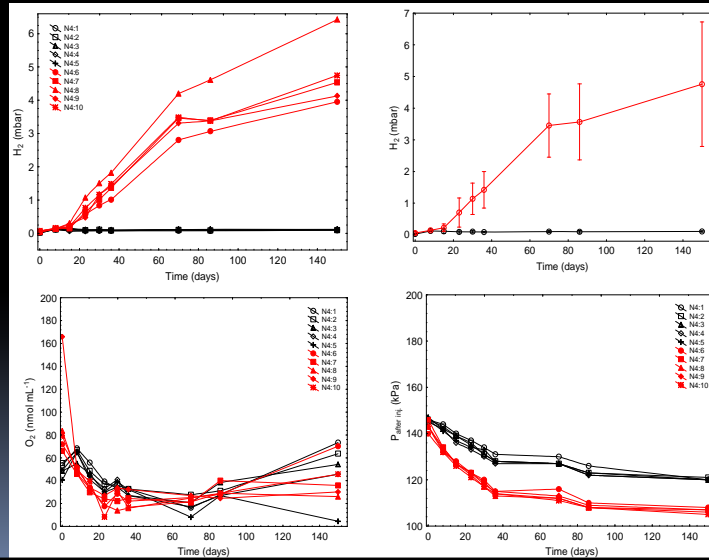 6
5
4
3
2
1
0
H₂ (mbar)
N4:1
N4:2
N4:3
N4:4
N4:5
N4:6
N4:7
N4:8
N4:9
N4:10
0 20 40 60 80 100 120 140
Time (days)
7
6
5
4
3
2
1
0
H₂ (mbar)
0 20 40 60 80 100 120 140
Time (days)
200
180
160
140
120
100
80
60
40
20
0
O₂ (nmol mL⁻¹)
N4:1
N4:2
N4:3
N4:4
N4:5
N4:6
N4:7
N4:8
N4:9
N4:10
0 20 40 60 80 100 120 140
Time (days)
200
180
160
140
120
100
P after inj. (kPa)
N4:1
N4:2
N4:3
N4:4
N4:5
N4:6
N4:7
N4:8
N4:9
N4:10
0 20 40 60 80 100 120 140
Time (days)